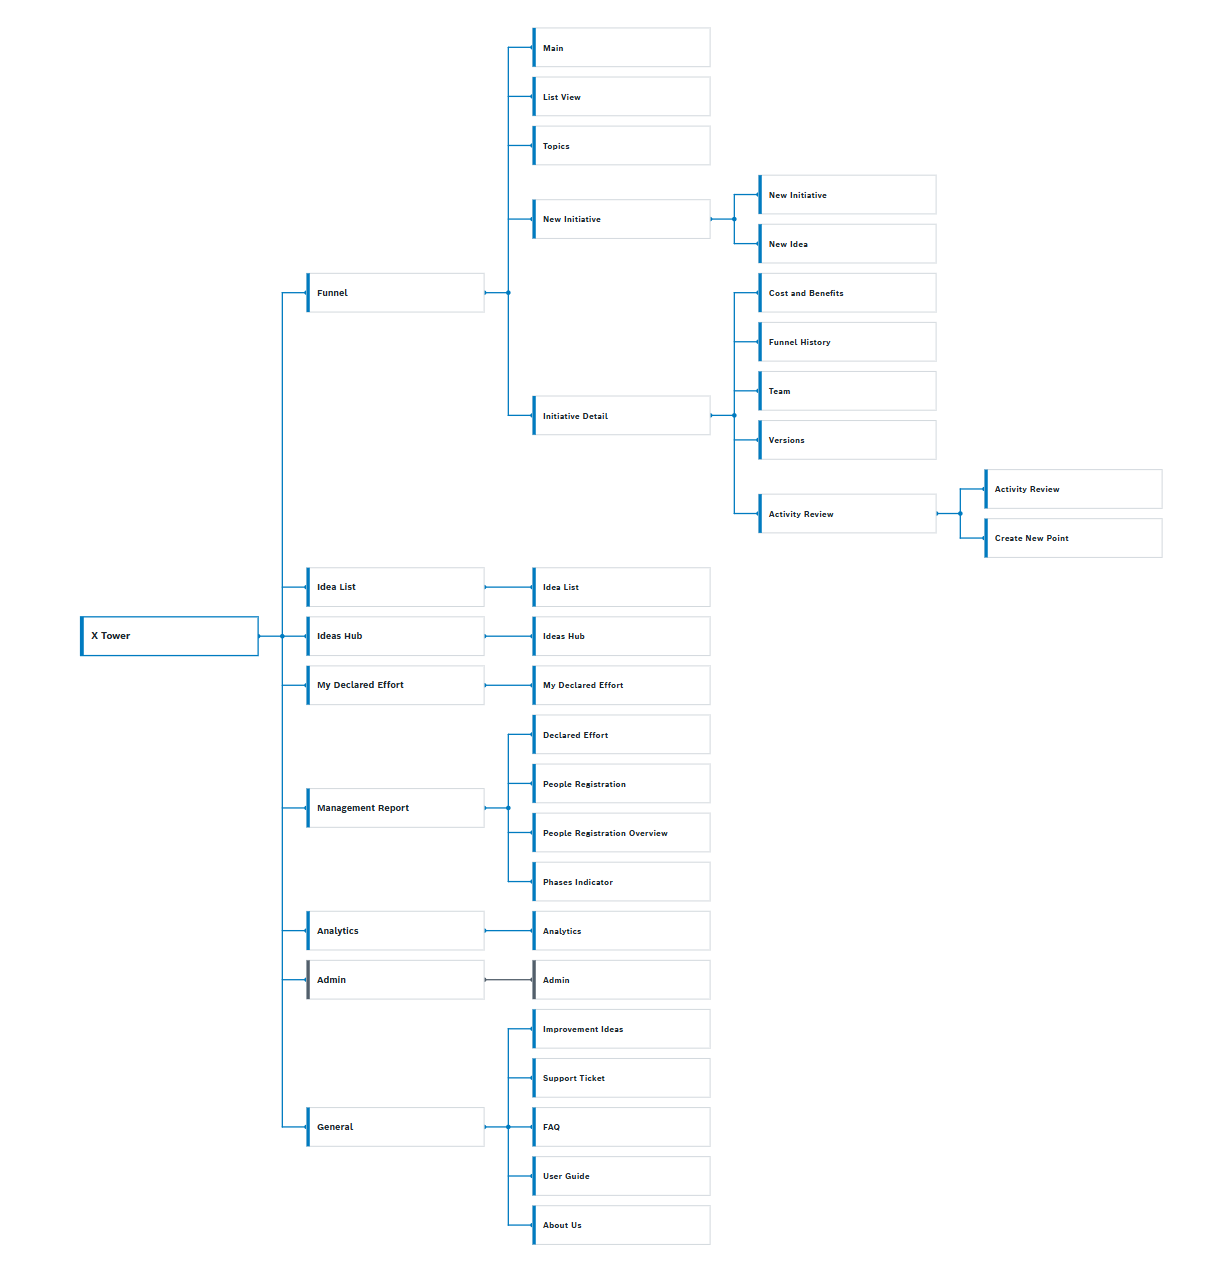 Main
List View
Topics
New Initiative
New Initiative
New Idea
Funnel
Cost and Benefits
Funnel History
Team
Initiative Detail
Versions
Activity Review
Activity Review
Create New Point
Idea List
Idea List
X Tower
Ideas Hub
Ideas Hub
My Declared Effort
My Declared Effort
Declared Effort
People Registration
Management Report
People Registration Overview
Phases Indicator
Analytics
Analytics
Admin
Admin
Improvement Ideas
Support Ticket
General
FAQ
User Guide
About Us